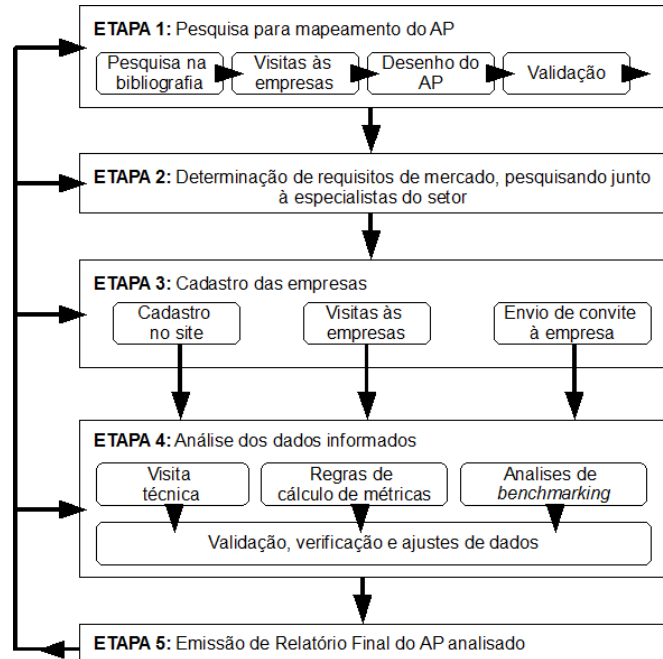 ETAPA 1: Pesquisa para mapeamento do AP
Pesquisa na
bibliografia
Visitas às
empresas
Desenho do
AP
Validação
ETAPA 2: Determinação de requisitos de mercado, pesquisando junto
à especialistas do setor
ETAPA 3: Cadastro das empresas
Cadastro
no site
Visitas às
empresas
Envio de convite
à empresa
ETAPA 4: Análise dos dados informados
Visita
técnica
Regras de
cálculo de métricas
Analises de
benchmarking
Validação, verificação e ajustes de dados
ETAPA 5: Emissão de Relatório Final do AP analisado